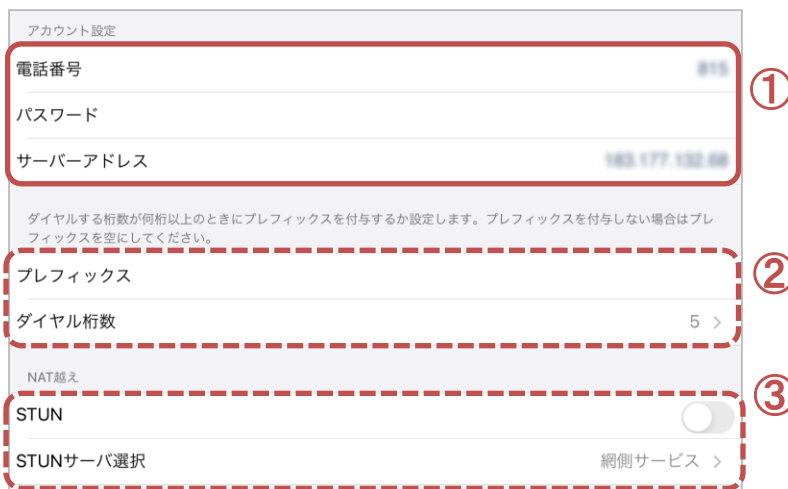 アカウント設定
電話番号
①
パスワード
サーバーアドレス
ダイヤルする桁数が何桁以上のときにプレフィックスを付与するか設定します。プレフィックスを付与しない場合はプレ
フィックスを空にしてください。
プレフィックス
②
ダイヤル桁数 5 >
NAT越え
③
STUN
STUNサーバ選択 網側サービス >